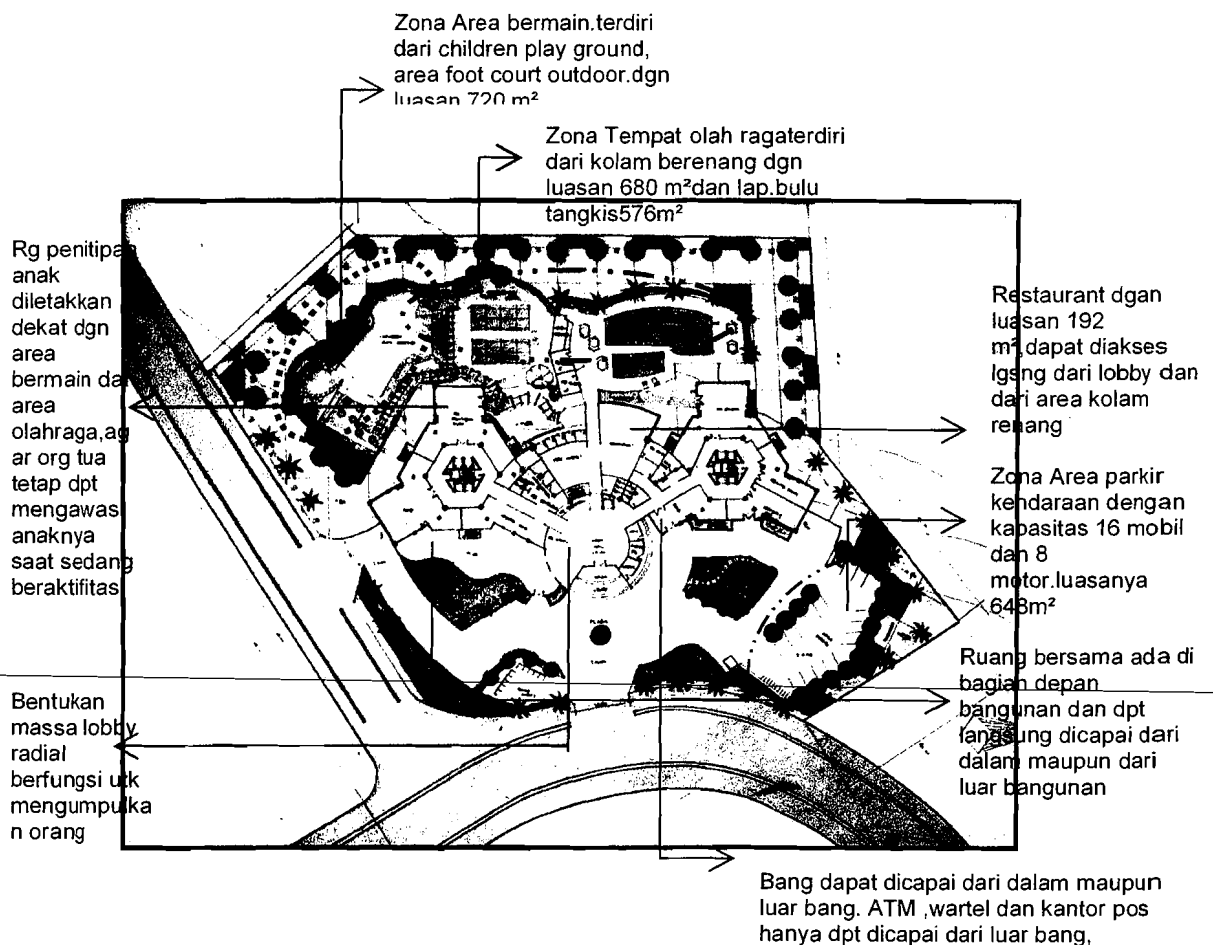 Zona Area bermain.terdiri
dari children play ground,
area foot court outdoor.dgn
luasan 720 m²
Zona Tempat olah ragaterdiri
dari kolam berenang dgn
luasan 680 m²dan lap.bulu
tangkis576m²
Rg penitipan
anak
diletakkan
dekat dgn
area
bermain dan
area
olahraga,ag
ar org tua
tetap dpt
mengawasi
anaknya
saat sedang
beraktifitas
Restaurant dgan
luasan 192
m²,dapat diakses
lgsng dari lobby dan
dari area kolam
renang
Zona Area parkir
kendaraan dengan
kapasitas 16 mobil
dan 8
motor.luasanya
648m²
Ruang bersama ada di
bagian depan
bangunan dan dpt
langsung dicapai dari
dalam maupun dari
luar bangunan
Bentukan
massa lobby
radial
berfungsi utk
mengumpulka
n orang
PLAZA
Bang dapat dicapai dari dalam maupun
luar bang. ATM ,wartel dan kantor pos
hanya dpt dicapai dari luar bang,